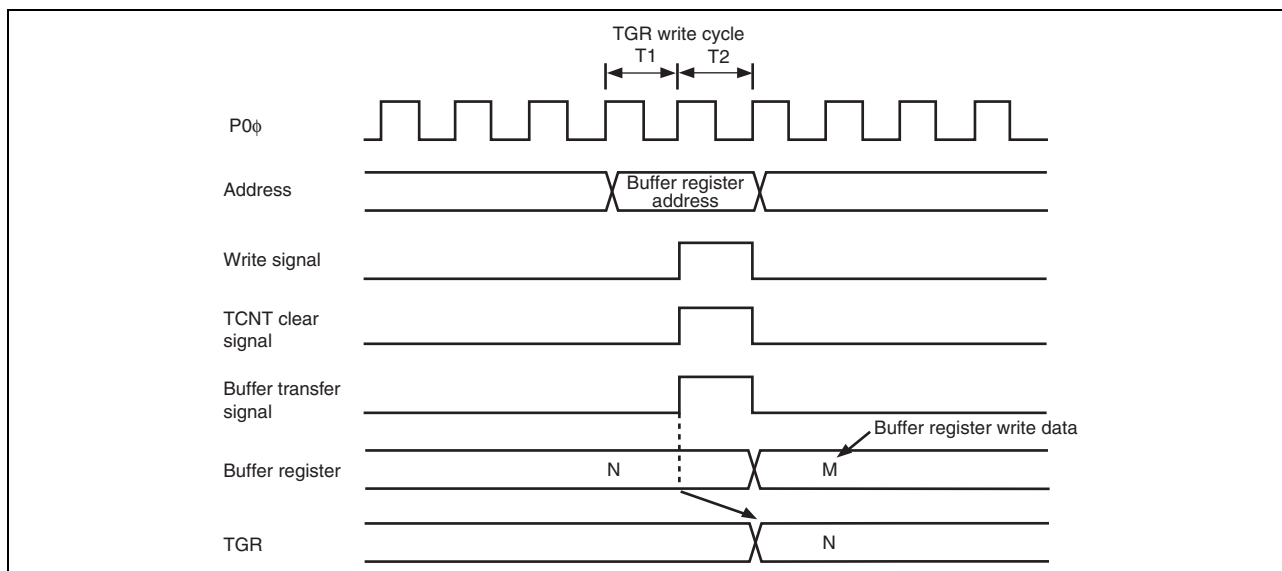 TGR write cycle
T1 T2
P0ϕ
Address
Buffer register
address
Write signal
TCNT clear
signal
Buffer transfer
signal
Buffer register write data
Buffer register
N
M
TGR
N